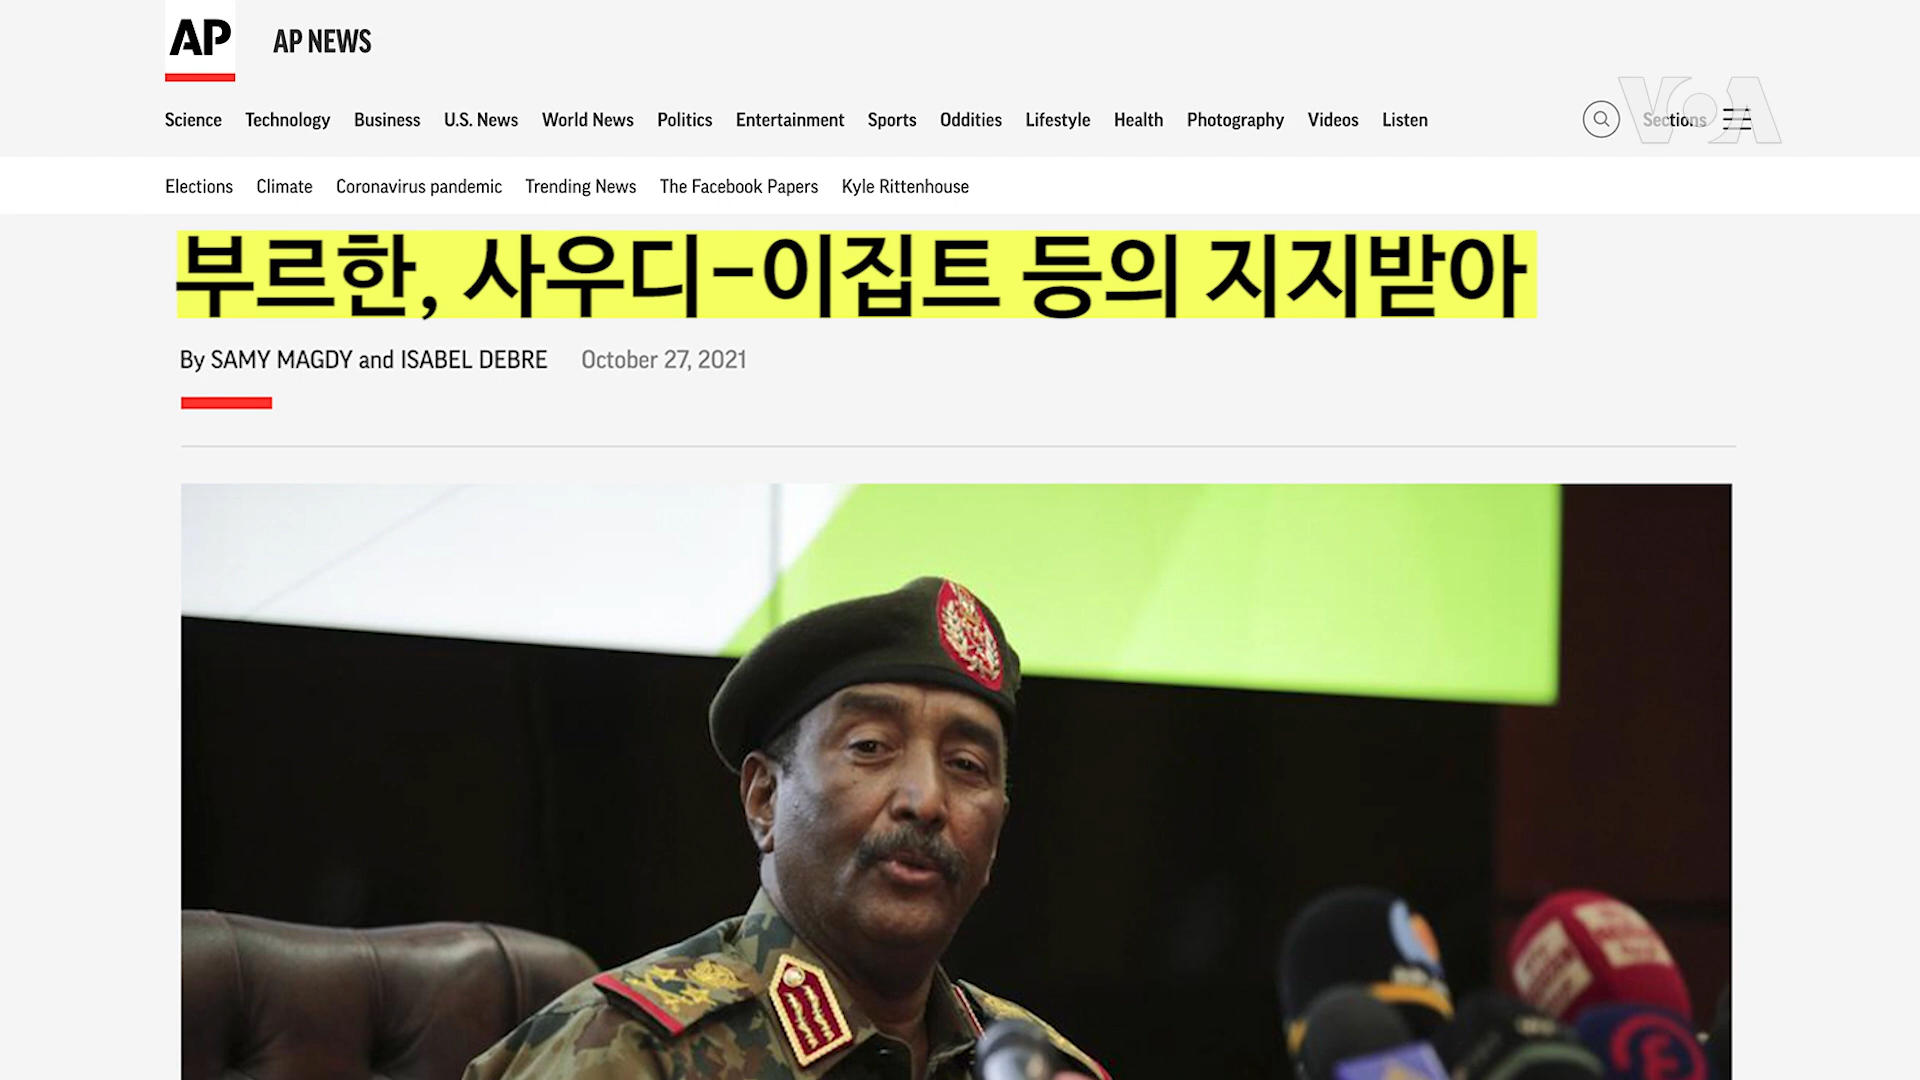 AP
AP NEWS
VOA
Science Technology Business U.S. News World News Politics Entertainment Sports Oddities Lifestyle Health Photography Videos Listen Sections
Elections Climate Coronavirus pandemic Trending News The Facebook Papers Kyle Rittenhouse
부르한, 사우디-이집트 등의 지지받아
By SAMY MAGDY and ISABEL DEBRE October 27, 2021